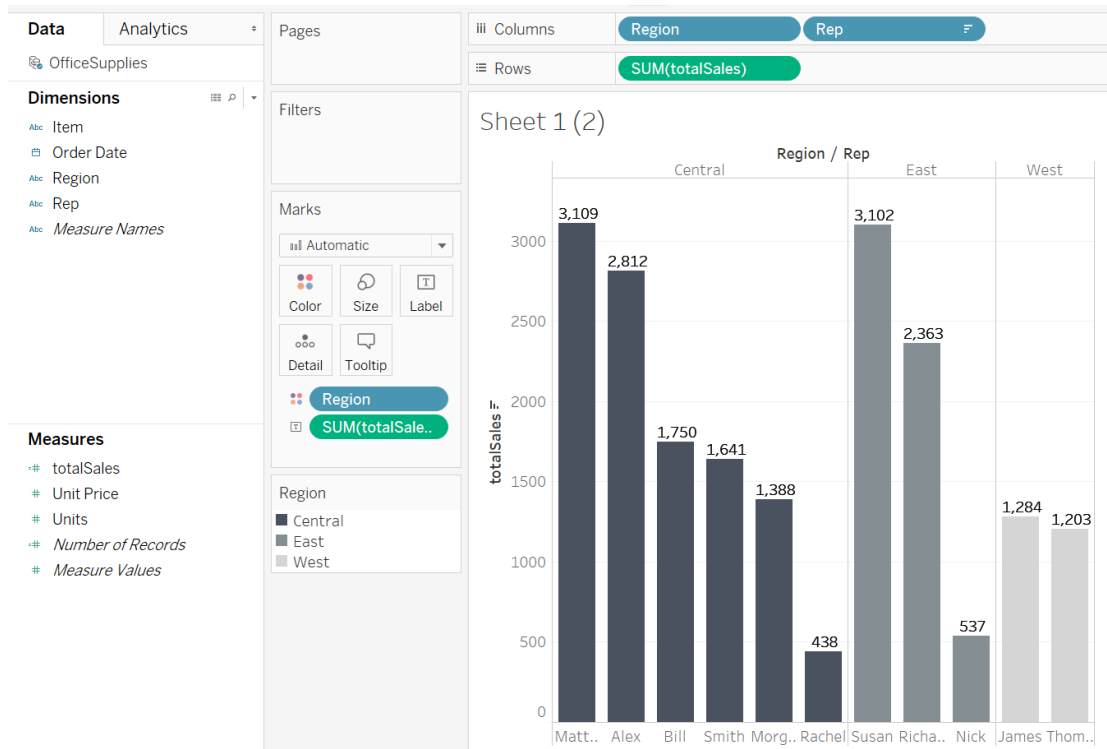 Data Analytics
OfficeSupplies
Dimensions
Abc Item
Order Date
Abc Region
Abc Rep
Abc Measure Names
Measures
=# totalSales
# Unit Price
# Units
=# Number of Records
# Measure Values
Pages
Filters
Marks
Automatic
Color Size Label
Detail Tooltip
Region
SUM(totalSale..
Region
Central
East
West
Columns Region Rep
Rows SUM(totalSales)
Sheet 1 (2)
Region / Rep
Central East West
totalSales
3000
2500
2000
1500
1000
500
0
3,109 2,812 1,750 1,641 1,388 438 3,102 2,363 537 1,284 1,203
Matt.. Alex Bill Smith Morg.. Rachel Susan Richa.. Nick James Thom..